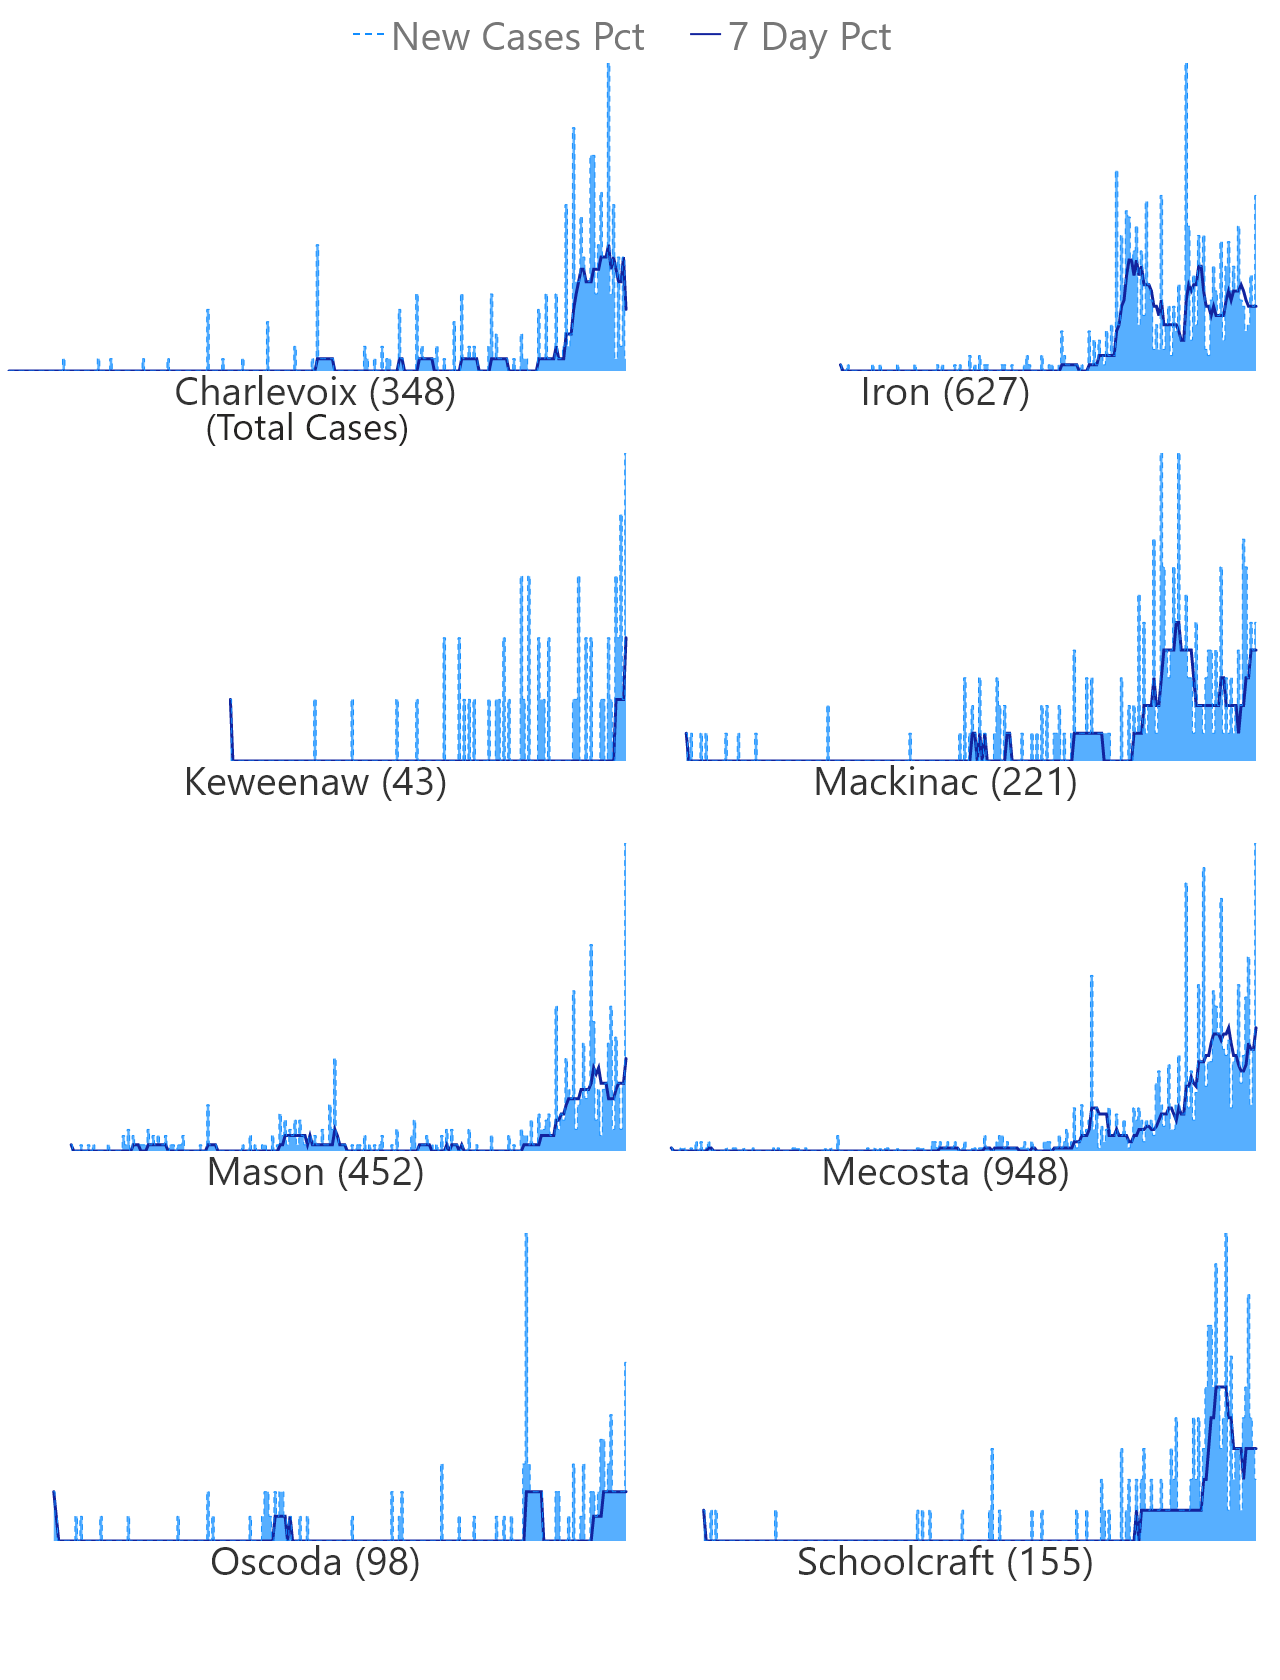 New Cases Pct 7 Day Pct
Charlevoix (348) Iron (627)
(Total Cases)
Keweenaw (43) Mackinac (221)
Mason (452) Mecosta (948)
Oscoda (98) Schoolcraft (155)